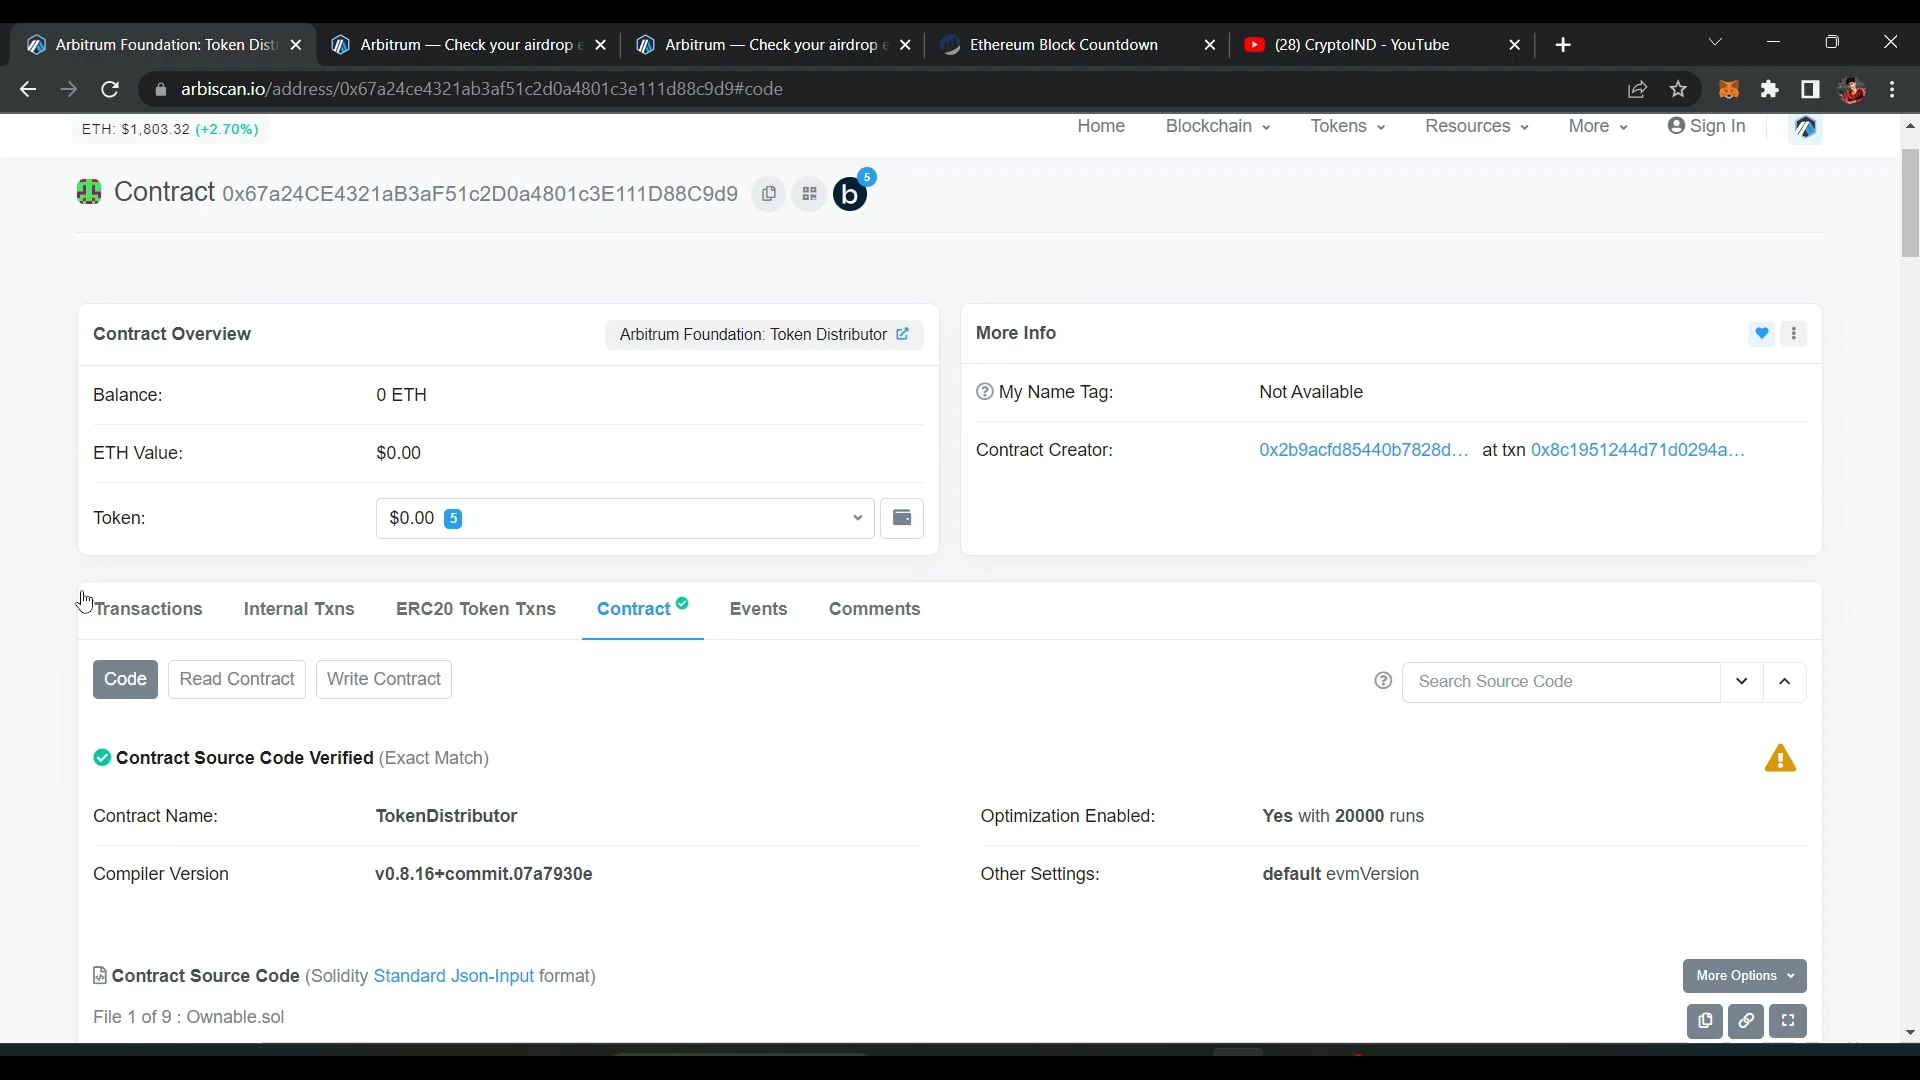 Arbitrum Foundation: Token Dist
Arbitrum — Check your airdrop e
Arbitrum — Check your airdrop e
Ethereum Block Countdown
(28) CryptoIND - YouTube
arbiscan.io/address/0x67a24ce4321ab3af51c2d0a4801c3e111d88c9d9#code
ETH: $1,803.32 (+2.70%)
Home
Blockchain
Tokens
Resources
More
Sign In
Contract 0x67a24CE4321aB3aF51c2D0a4801c3E111D88C9d9
b 5
Contract Overview
Arbitrum Foundation: Token Distributor
More Info
Balance: 0 ETH
My Name Tag: Not Available
ETH Value: $0.00
Contract Creator: 0x2b9acfd85440b7828d... at txn 0x8c1951244d71d0294a...
Token: $0.00 5
Transactions
Internal Txns
ERC20 Token Txns
Contract
Events
Comments
Code
Read Contract
Write Contract
Search Source Code
Contract Source Code Verified (Exact Match)
Contract Name: TokenDistributor
Optimization Enabled: Yes with 20000 runs
Compiler Version v0.8.16+commit.07a7930e
Other Settings: default evmVersion
Contract Source Code (Solidity Standard Json-Input format)
More Options
File 1 of 9 : Ownable.sol